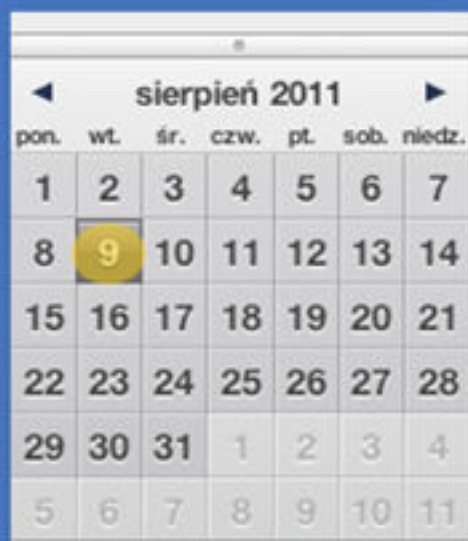 sierpień 2011
pon. wt. śr. czw. pt. sob. niedz.
1 2 3 4 5 6 7
8 9 10 11 12 13 14
15 16 17 18 19 20 21
22 23 24 25 26 27 28
29 30 31 1 2 3 4
5 6 7 8 9 10 11